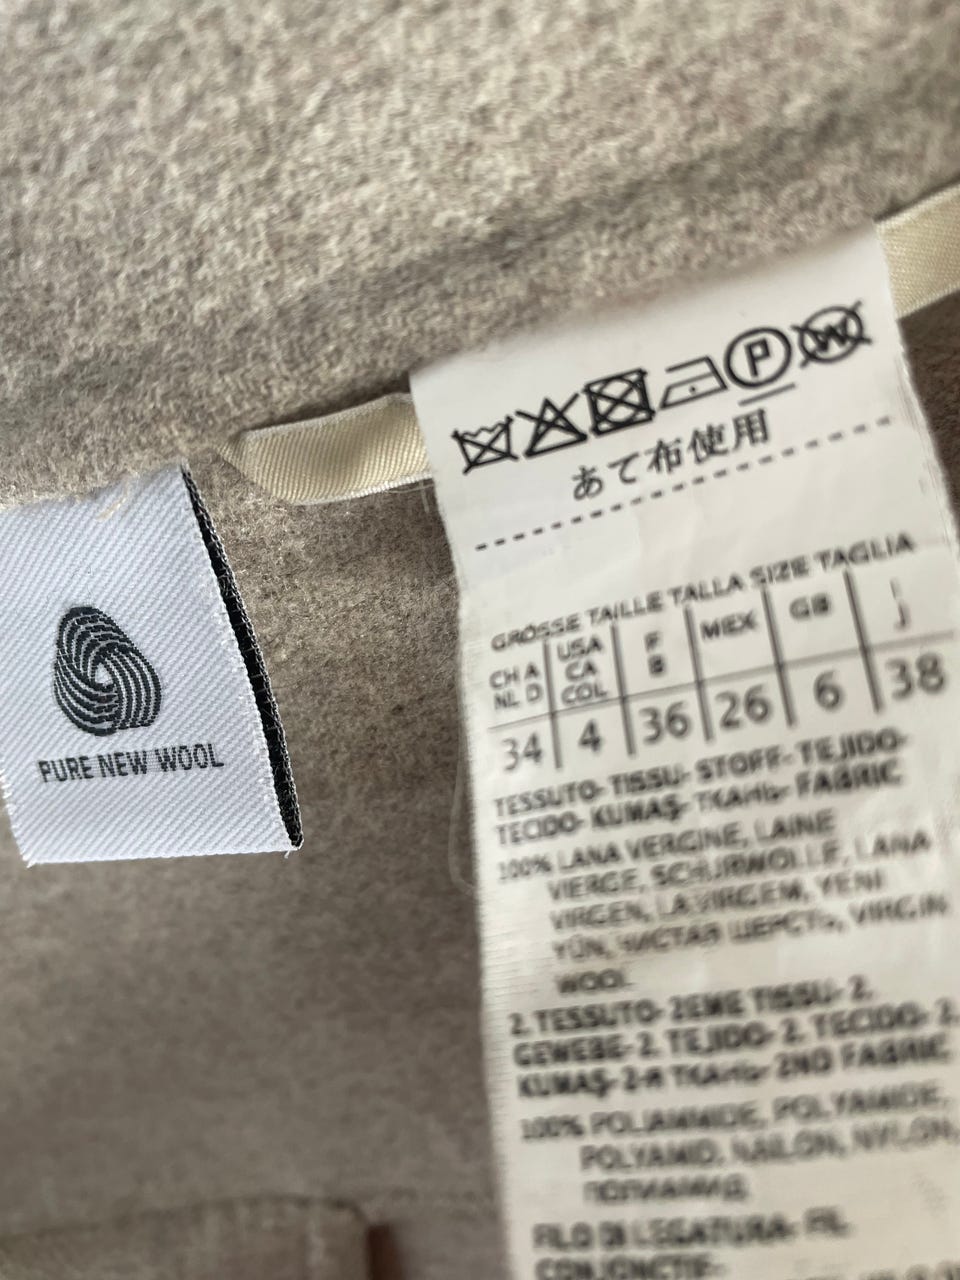 PURE NEW WOOL
P W
あて布使用
GRÖSSE TAILLE TALLA SIZE TAGLIA
CH A NL D
USA CA COL
F B
MEX
GB
I J
34 4 36 26 6 38
TESSUTO- TISSU- STOFF- TEJIDO-
TECIDO- KUMAŞ- ТКАНЬ- FABRIC
100% LANA VERGINE, LAINE
VIERGE, SCHURWOLLE, LANA
VIRGEN, LA VIRGEM, YENI
YÜN, ЧИСТАЯ ШЕРСТЬ, VIRGIN
WOOL
2. TESSUTO- 2EME TISSU- 2.
GEWEBE- 2. TEJIDO- 2. TECIDO- 2.
KUMAŞ- 2-Я ТКАНЬ- 2ND FABRIC
100% POLIAMMIDE, POLYAMIDE,
POLYAMID, NAILON, NYLON,
ПОЛИАМИД
FILO DI LEGATURA- FIL
CONJONCTIF-